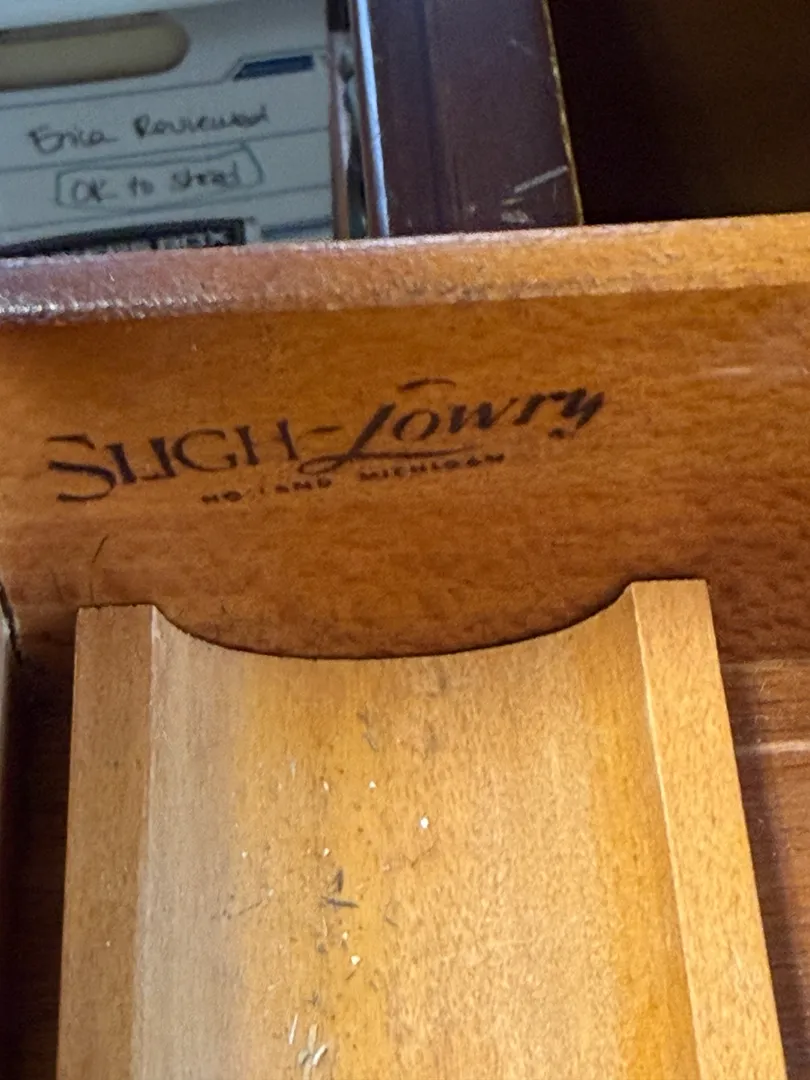 Erica Reviewed
OK to shred
SLIGH-Lowry
HOLLAND MICHIGAN